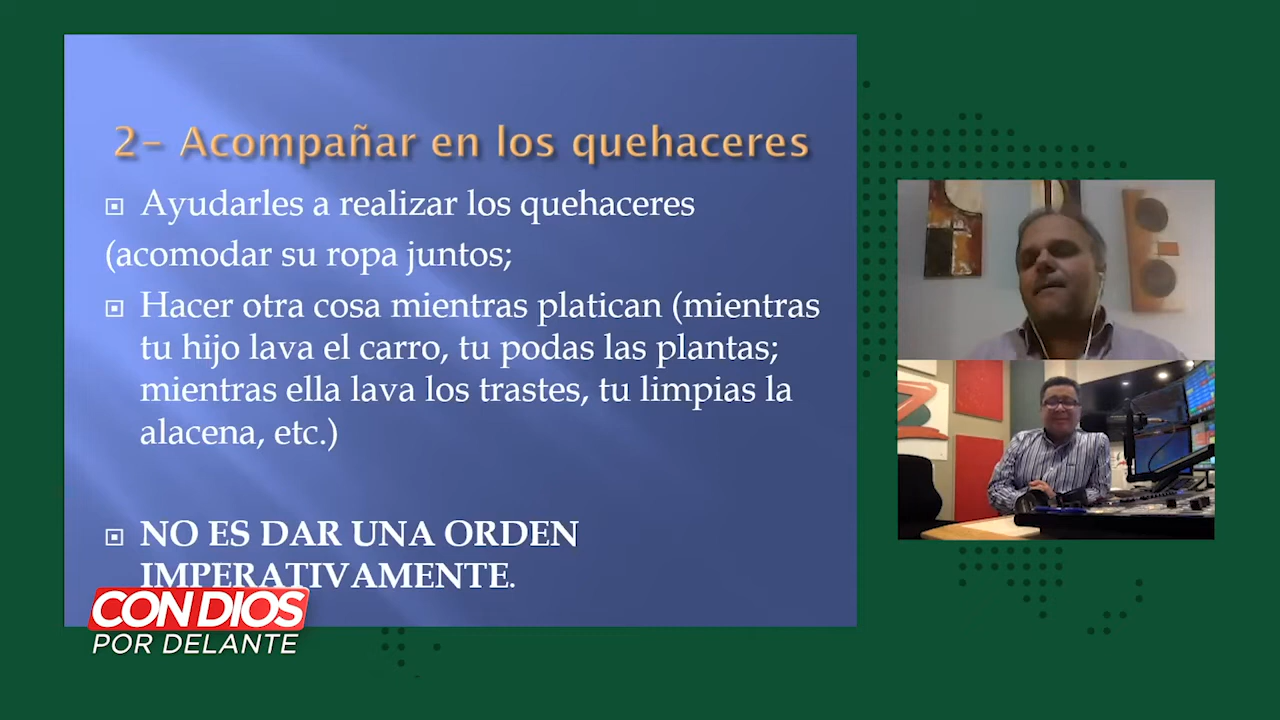 2- Acompañar en los quehaceres
Ayudarles a realizar los quehaceres
(acomodar su ropa juntos;
Hacer otra cosa mientras platican (mientras
tu hijo lava el carro, tu podas las plantas;
mientras ella lava los trastes, tu limpias la
alacena, etc.)
NO ES DAR UNA ORDEN
IMPERATIVAMENTE.
CON DIOS
POR DELANTE